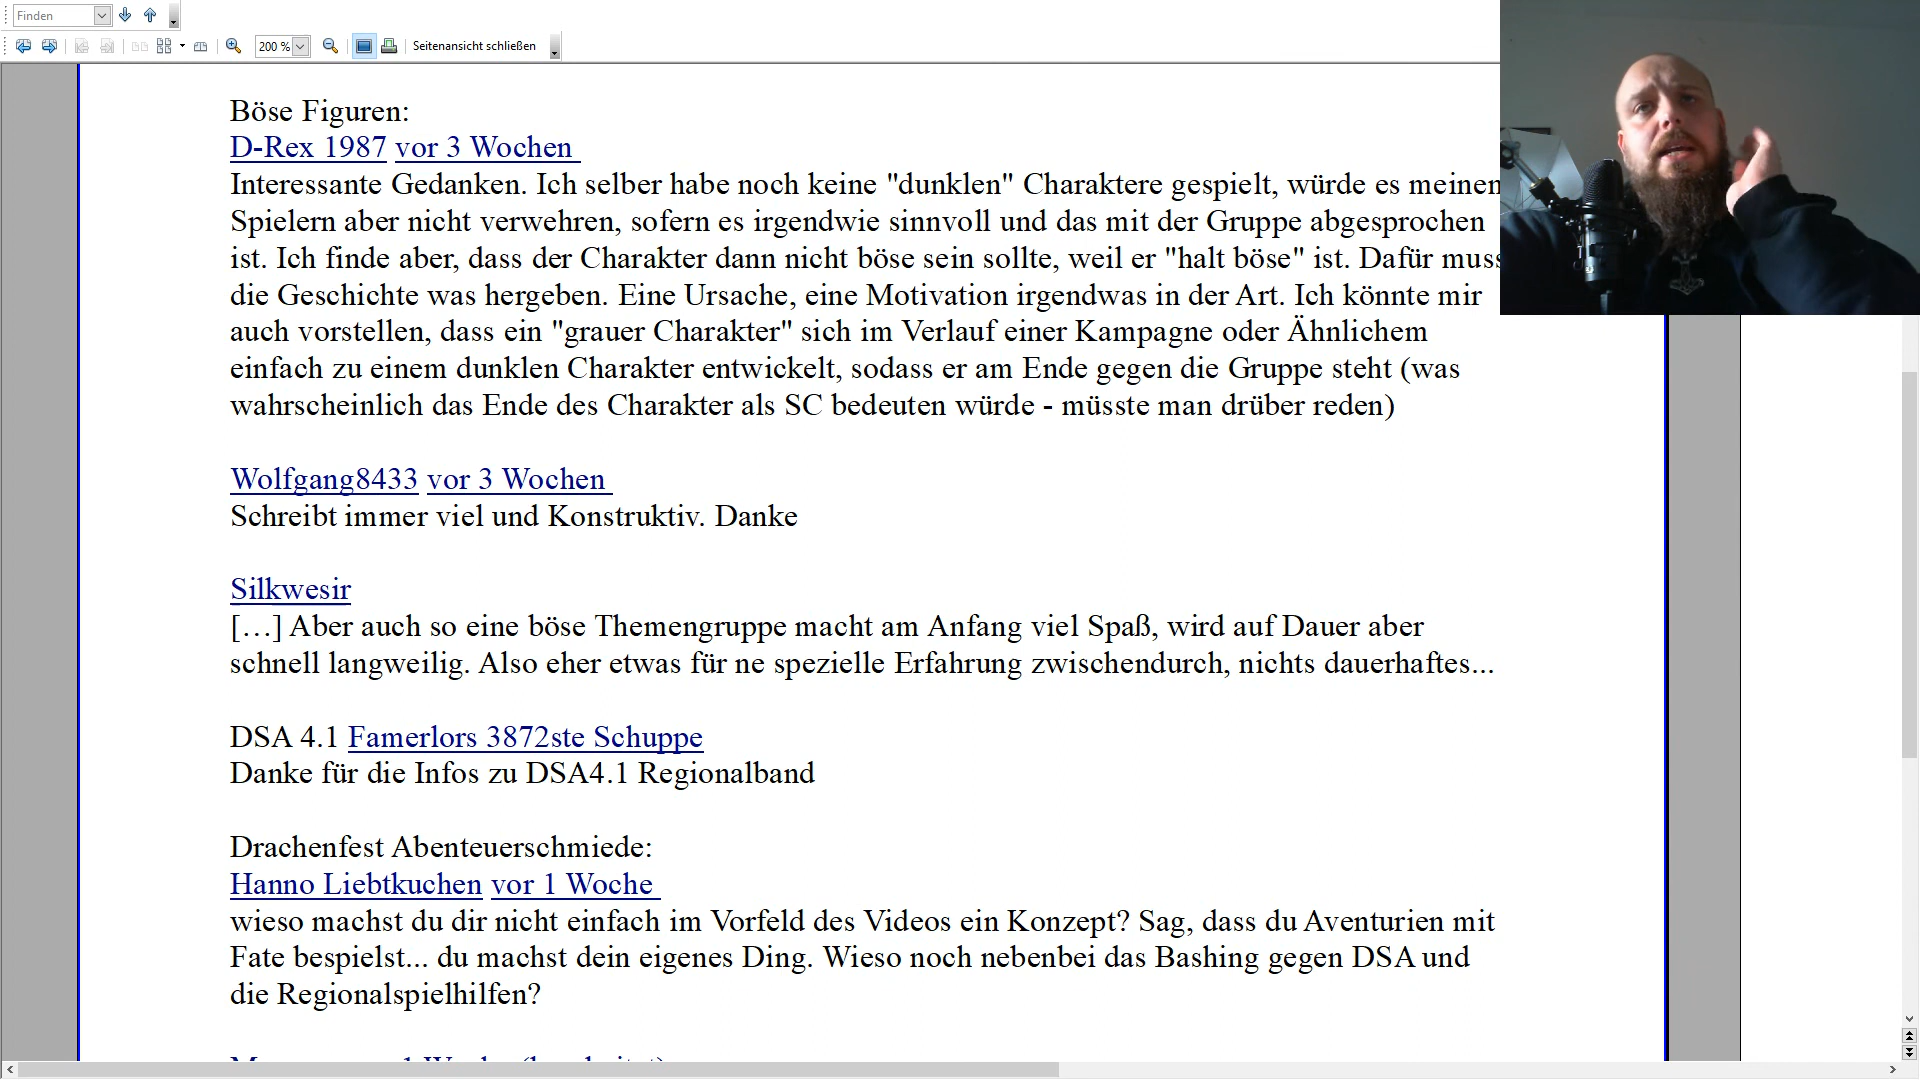 Finden
200 %
Seitenansicht schließen
Böse Figuren:
D-Rex 1987 vor 3 Wochen
Interessante Gedanken. Ich selber habe noch keine "dunklen" Charaktere gespielt, würde es meinen
Spielern aber nicht verwehren, sofern es irgendwie sinnvoll und das mit der Gruppe abgesprochen
ist. Ich finde aber, dass der Charakter dann nicht böse sein sollte, weil er "halt böse" ist. Dafür muss
die Geschichte was hergeben. Eine Ursache, eine Motivation irgendwas in der Art. Ich könnte mir
auch vorstellen, dass ein "grauer Charakter" sich im Verlauf einer Kampagne oder Ähnlichem
einfach zu einem dunklen Charakter entwickelt, sodass er am Ende gegen die Gruppe steht (was
wahrscheinlich das Ende des Charakter als SC bedeuten würde - müsste man drüber reden)
Wolfgang8433 vor 3 Wochen
Schreibt immer viel und Konstruktiv. Danke
Silkwesir
[…] Aber auch so eine böse Themengruppe macht am Anfang viel Spaß, wird auf Dauer aber
schnell langweilig. Also eher etwas für ne spezielle Erfahrung zwischendurch, nichts dauerhaftes...
DSA 4.1 Famerlors 3872ste Schuppe
Danke für die Infos zu DSA4.1 Regionalband
Drachenfest Abenteuerschmiede:
Hanno Liebtkuchen vor 1 Woche
wieso machst du dir nicht einfach im Vorfeld des Videos ein Konzept? Sag, dass du Aventurien mit
Fate bespielst... du machst dein eigenes Ding. Wieso noch nebenbei das Bashing gegen DSA und
die Regionalspielhilfen?